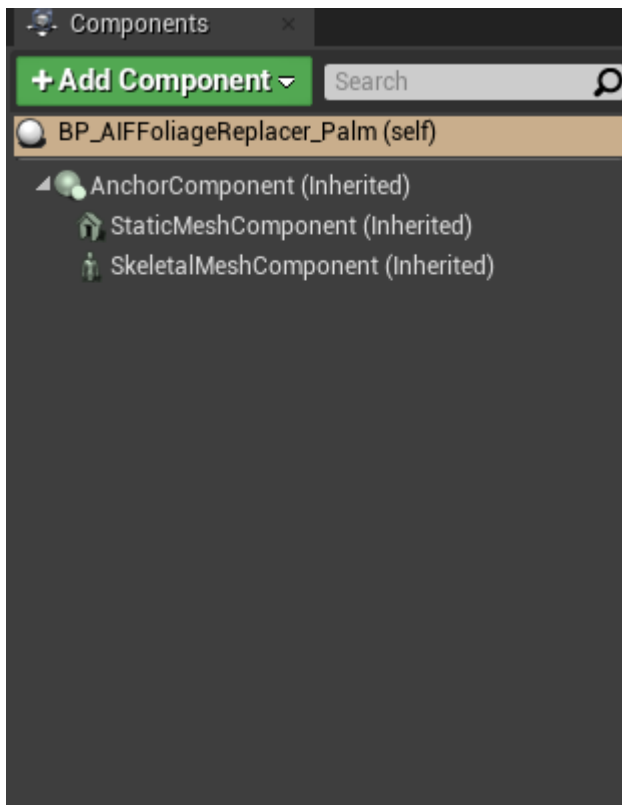 Components
+ Add Component
Search
BP_AIFFoliageReplacer_Palm (self)
AnchorComponent (Inherited)
StaticMeshComponent (Inherited)
SkeletalMeshComponent (Inherited)